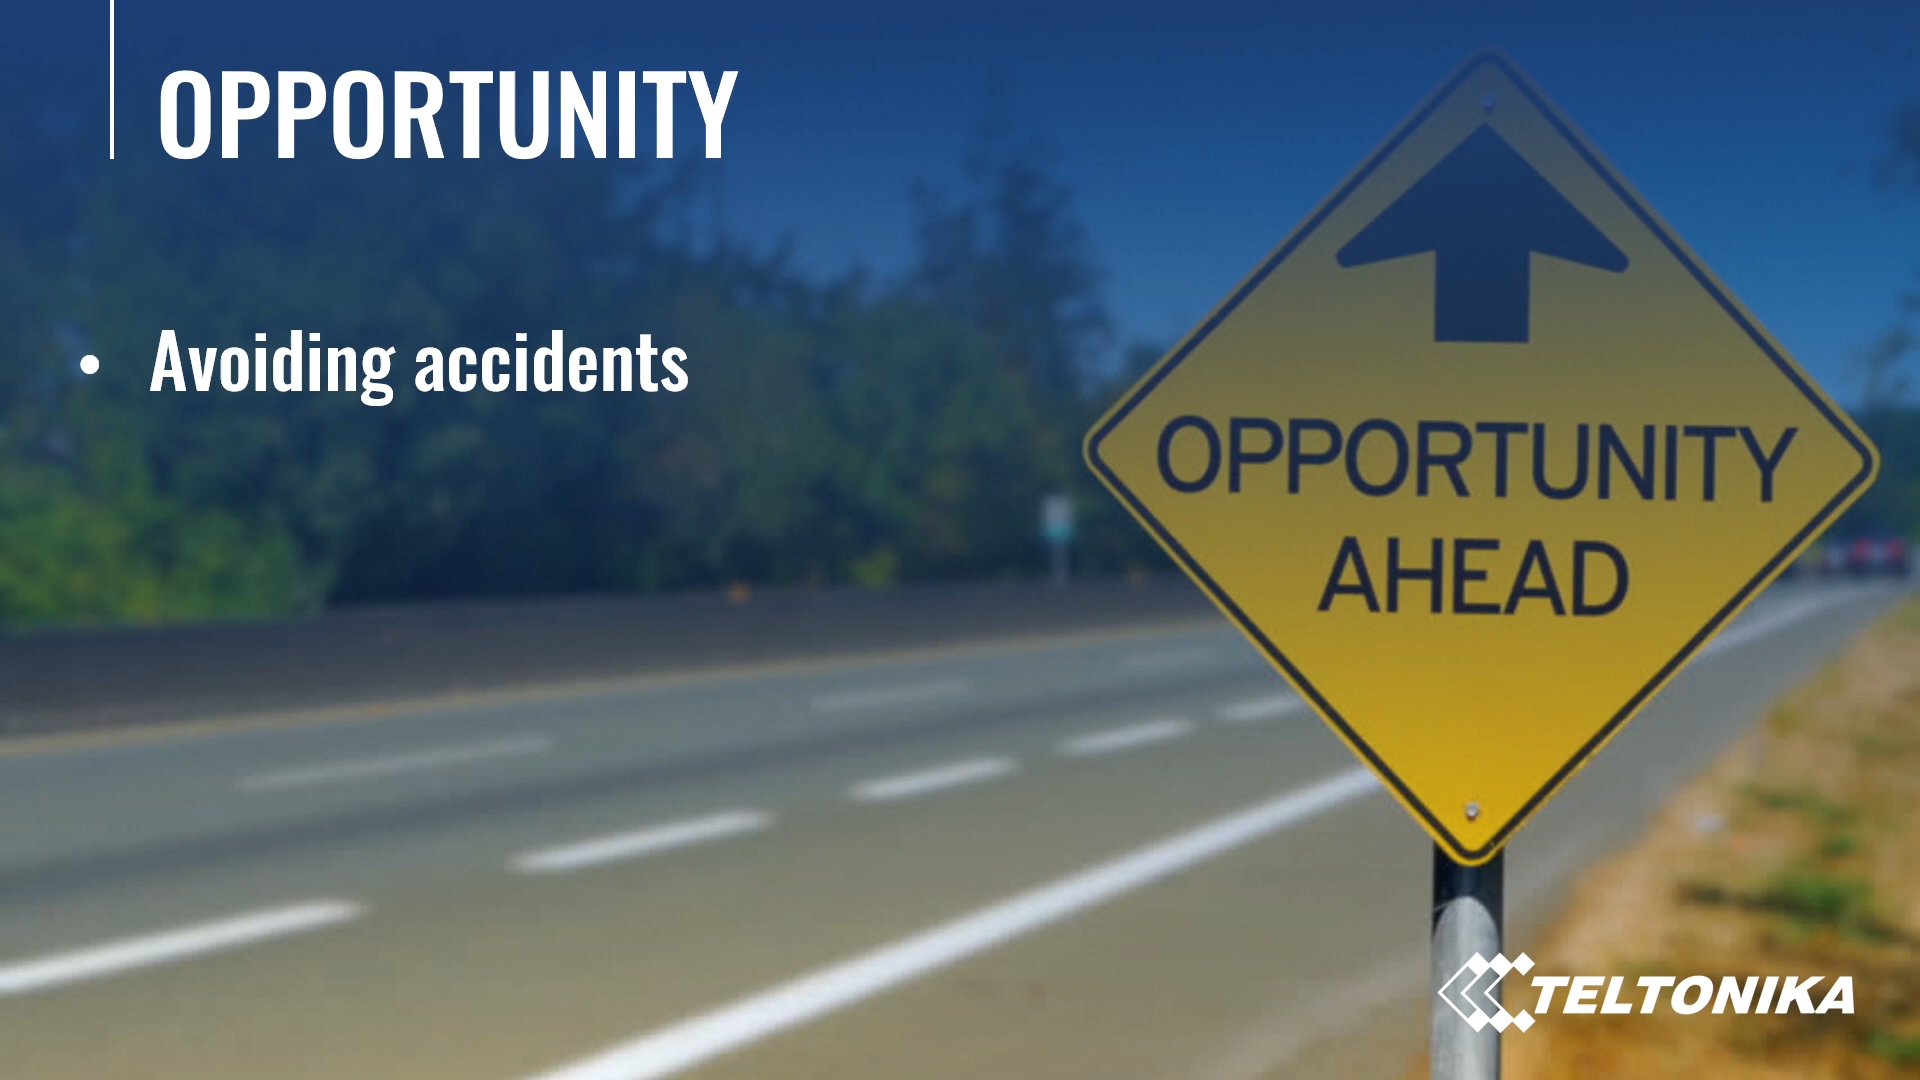 OPPORTUNITY
• Avoiding accidents
OPPORTUNITY
AHEAD
TELTONIKA